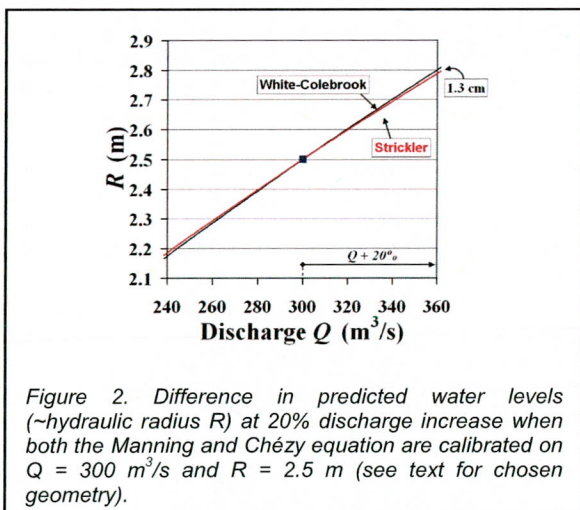 2.9
2.8
2.7
2.6
2.5
2.4
2.3
2.2
2.1
R (m)
White-Colebrook
1.3 cm
Strickler
Q + 20%
240 260 280 300 320 340 360
Discharge Q (m³/s)
Figure 2. Difference in predicted water levels
(~hydraulic radius R) at 20% discharge increase when
both the Manning and Chézy equation are calibrated on
Q = 300 m³/s and R = 2.5 m (see text for chosen
geometry).